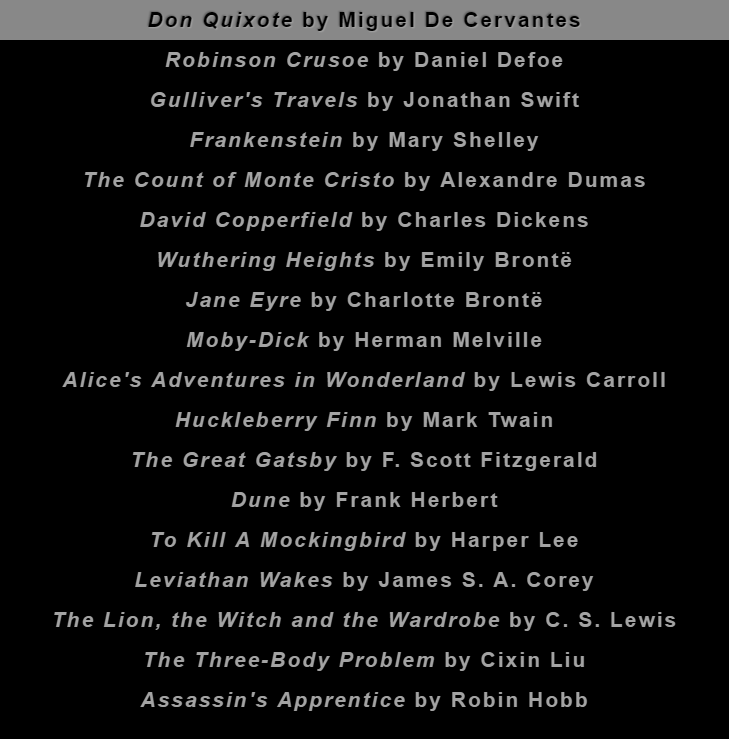 Don Quixote by Miguel De Cervantes
Robinson Crusoe by Daniel Defoe
Gulliver's Travels by Jonathan Swift
Frankenstein by Mary Shelley
The Count of Monte Cristo by Alexandre Dumas
David Copperfield by Charles Dickens
Wuthering Heights by Emily Brontë
Jane Eyre by Charlotte Brontë
Moby-Dick by Herman Melville
Alice's Adventures in Wonderland by Lewis Carroll
Huckleberry Finn by Mark Twain
The Great Gatsby by F. Scott Fitzgerald
Dune by Frank Herbert
To Kill A Mockingbird by Harper Lee
Leviathan Wakes by James S. A. Corey
The Lion, the Witch and the Wardrobe by C. S. Lewis
The Three-Body Problem by Cixin Liu
Assassin's Apprentice by Robin Hobb